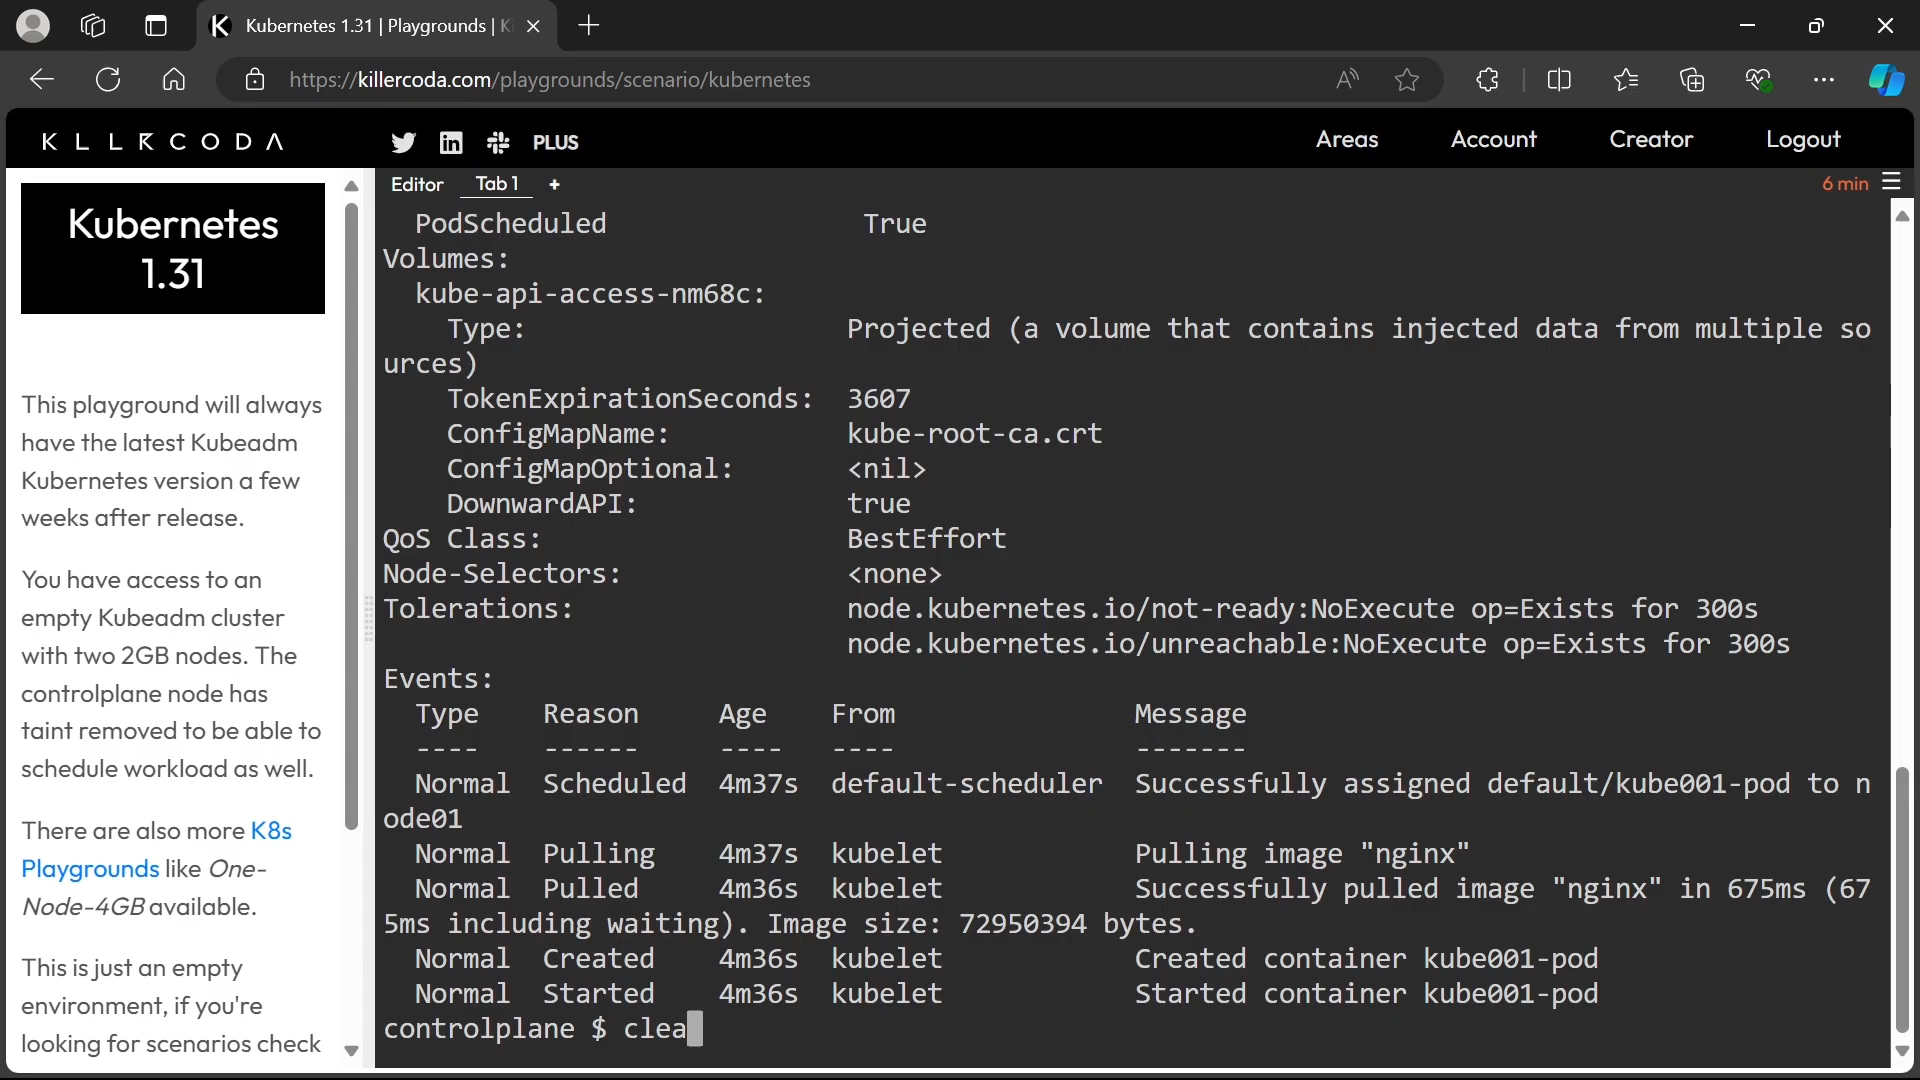 Kubernetes 1.31 | Playgrounds | Ki
https://killercoda.com/playgrounds/scenario/kubernetes
KILLERCODA
PLUS
Areas
Account
Creator
Logout
Kubernetes
1.31
This playground will always
have the latest Kubeadm
Kubernetes version a few
weeks after release.
You have access to an
empty Kubeadm cluster
with two 2GB nodes. The
controlplane node has
taint removed to be able to
schedule workload as well.
There are also more K8s
Playgrounds like One-
Node-4GB available.
This is just an empty
environment, if you're
looking for scenarios check
Editor
Tab 1
+
6 min
PodScheduled True
Volumes:
kube-api-access-nm68c:
Type: Projected (a volume that contains injected data from multiple so
urces)
TokenExpirationSeconds: 3607
ConfigMapName: kube-root-ca.crt
ConfigMapOptional: <nil>
DownwardAPI: true
QoS Class: BestEffort
Node-Selectors: <none>
Tolerations: node.kubernetes.io/not-ready:NoExecute op=Exists for 300s
node.kubernetes.io/unreachable:NoExecute op=Exists for 300s
Events:
Type Reason Age From Message
---- ------ ---- ---- -------
Normal Scheduled 4m37s default-scheduler Successfully assigned default/kube001-pod to n
ode01
Normal Pulling 4m37s kubelet Pulling image "nginx"
Normal Pulled 4m36s kubelet Successfully pulled image "nginx" in 675ms (67
5ms including waiting). Image size: 72950394 bytes.
Normal Created 4m36s kubelet Created container kube001-pod
Normal Started 4m36s kubelet Started container kube001-pod
controlplane $ clea